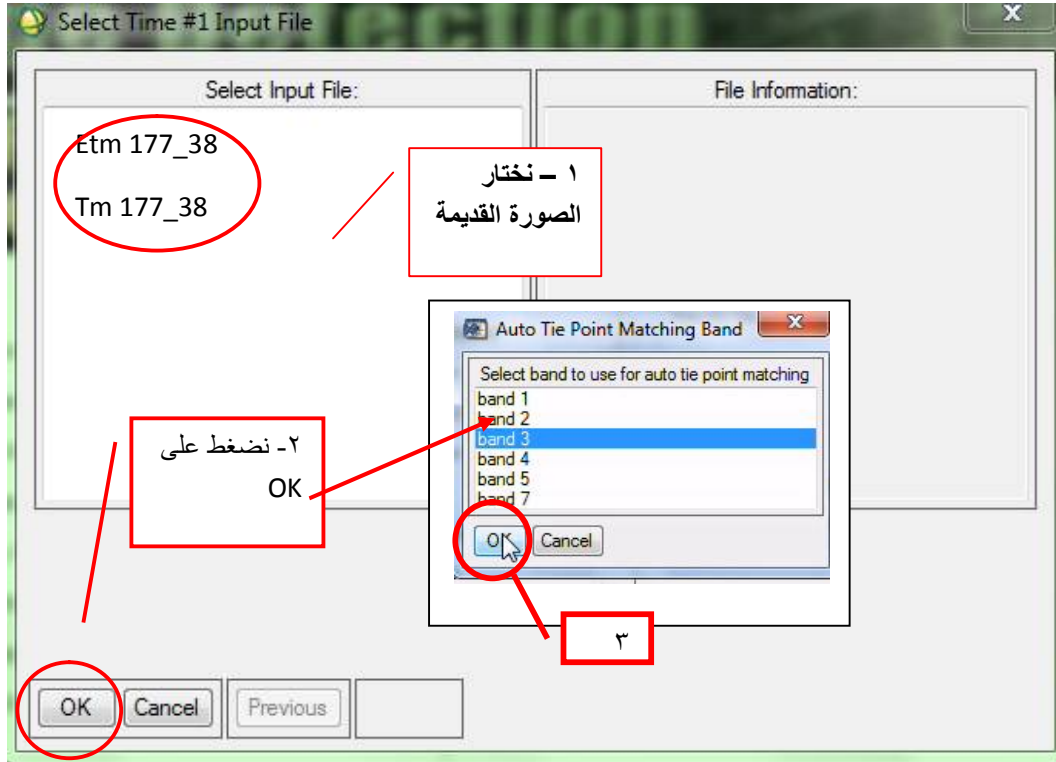 Select Time #1 Input File
X
Select Input File:
File Information:
Etm 177_38
Tm 177_38
١ – نختار
الصورة القديمة
Auto Tie Point Matching Band
X
Select band to use for auto tie point matching
band 1
band 2
band 3
band 4
band 5
band 7
OK
Cancel
٢- نضغط على
OK
٣
OK
Cancel
Previous